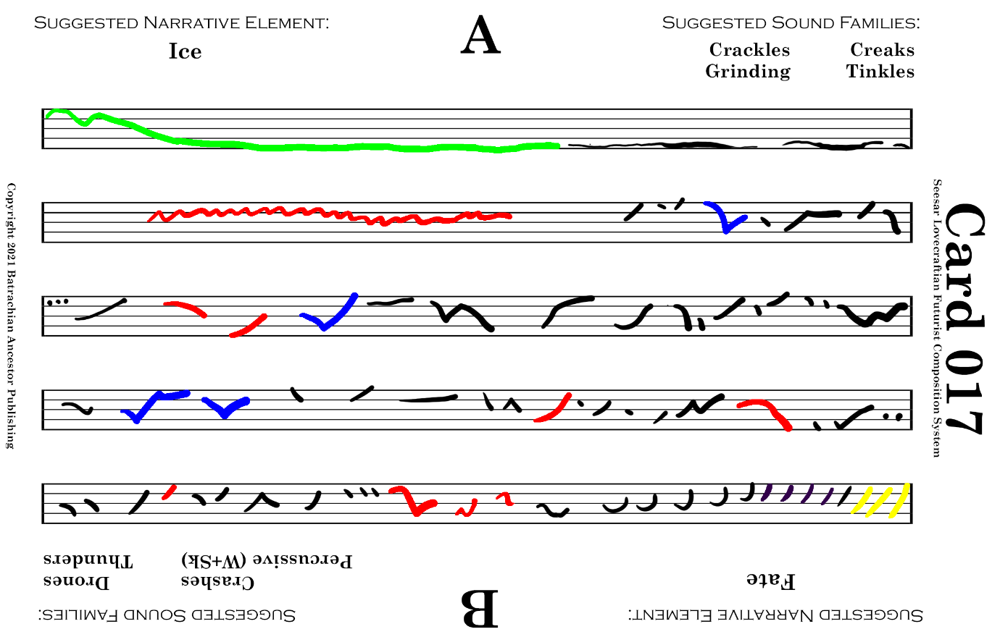 Suggested Narrative Element:
Ice
A
Suggested Sound Families:
Crackles Creaks
Grinding Tinkles
Copyright 2021 Batrachian Ancestor Publishing
Seesar Lovecraftian Futurist Composition System
Card 017
B
Suggested Narrative Element:
Fate
Suggested Sound Families:
Crashes Drones
Percussive (W+Sk) Thunders